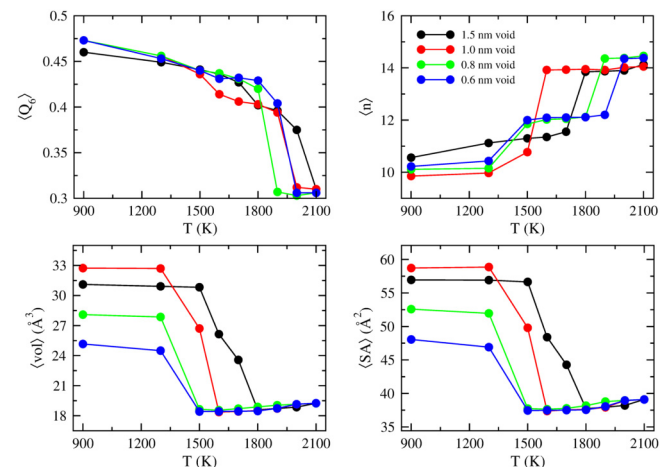 0.5
0.45
0.4
0.35
0.3
⟨Q₆⟩
900 1200 1500 1800 2100
T (K)
16
14
12
10
⟨n⟩
1.5 nm void
1.0 nm void
0.8 nm void
0.6 nm void
900 1200 1500 1800 2100
T (K)
33
30
27
24
21
18
⟨vol⟩ (Å³)
900 1200 1500 1800 2100
T (K)
60
55
50
45
40
35
⟨SA⟩ (Å²)
900 1200 1500 1800 2100
T (K)